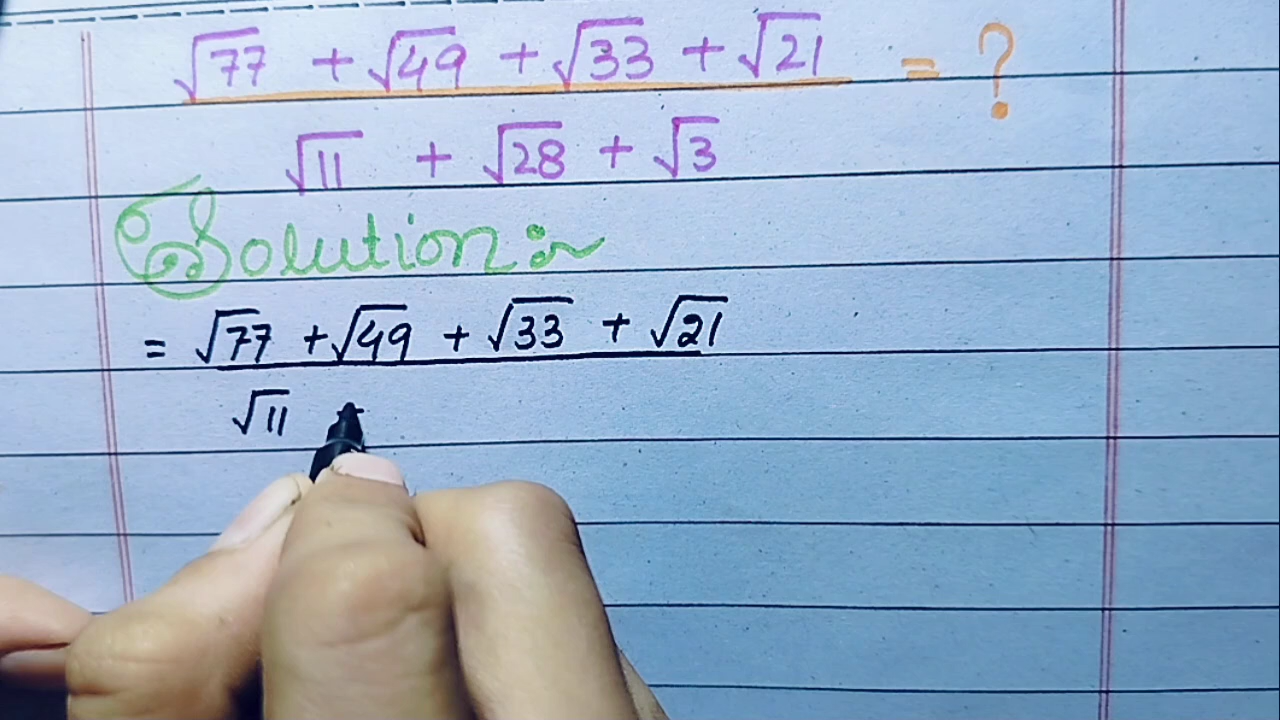 √77 + √49 + √33 + √21 = ?
√11 + √28 + √3
Solution:~
= √77 + √49 + √33 + √21
√11